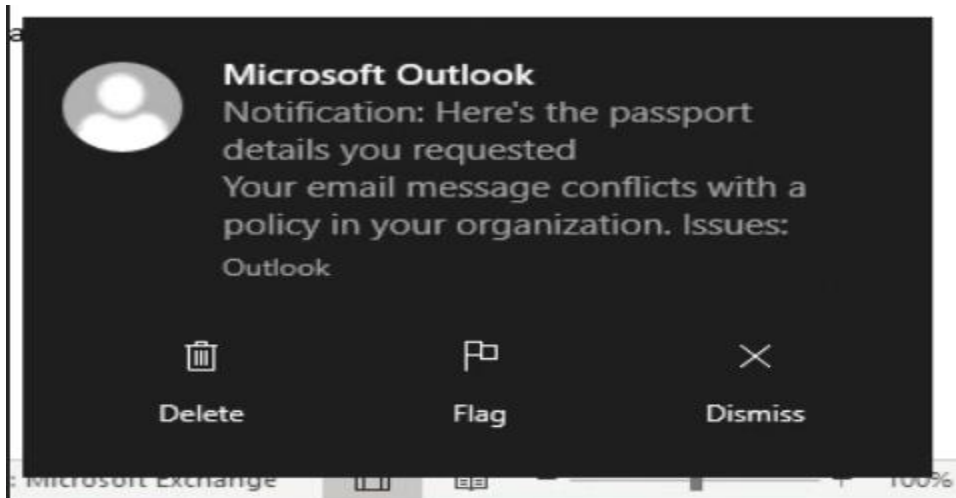 a
Microsoft Outlook
Notification: Here's the passport
details you requested
Your email message conflicts with a
policy in your organization. Issues:
Outlook
Delete Flag Dismiss
: Microsoft Exchange 100%